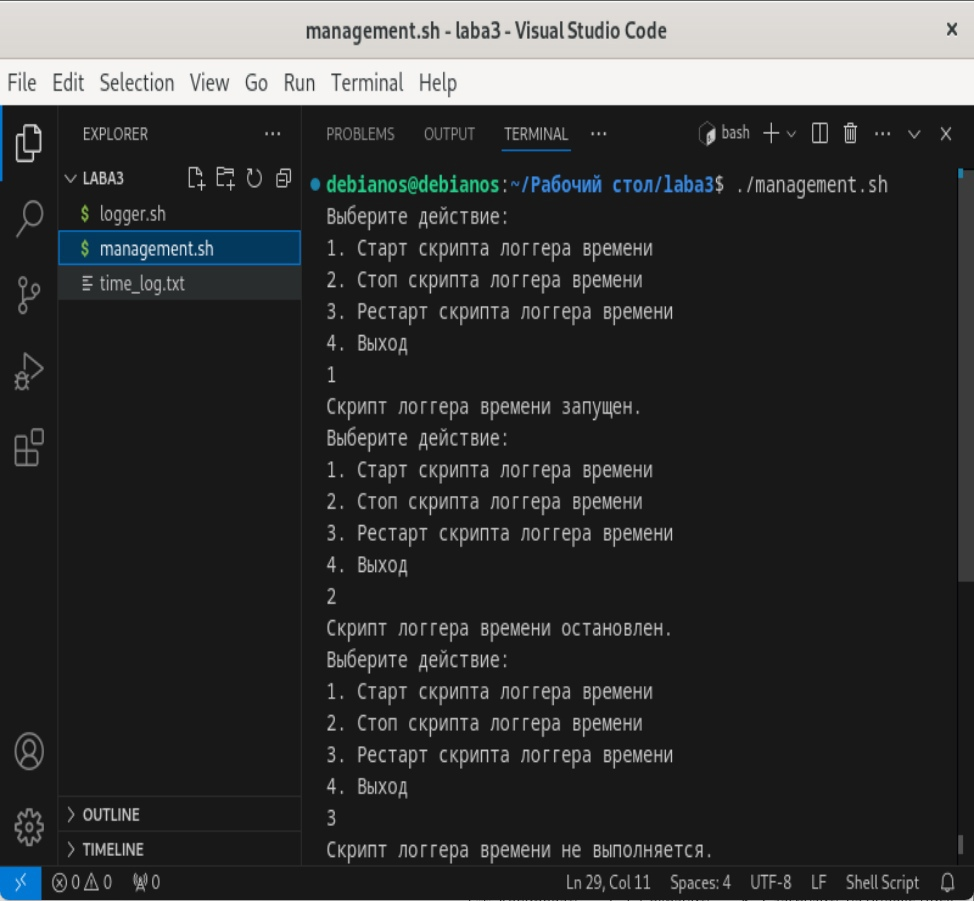 management.sh - laba3 - Visual Studio Code
File Edit Selection View Go Run Terminal Help
EXPLORER
LABA3
logger.sh
management.sh
time_log.txt
OUTLINE
TIMELINE
PROBLEMS OUTPUT TERMINAL
bash
debianos@debianos:~/Рабочий стол/laba3$ ./management.sh
Выберите действие:
1. Старт скрипта логгера времени
2. Стоп скрипта логгера времени
3. Рестарт скрипта логгера времени
4. Выход
1
Скрипт логгера времени запущен.
Выберите действие:
1. Старт скрипта логгера времени
2. Стоп скрипта логгера времени
3. Рестарт скрипта логгера времени
4. Выход
2
Скрипт логгера времени остановлен.
Выберите действие:
1. Старт скрипта логгера времени
2. Стоп скрипта логгера времени
3. Рестарт скрипта логгера времени
4. Выход
3
Скрипт логгера времени не выполняется.
0 0 0 Ln 29, Col 11 Spaces: 4 UTF-8 LF Shell Script